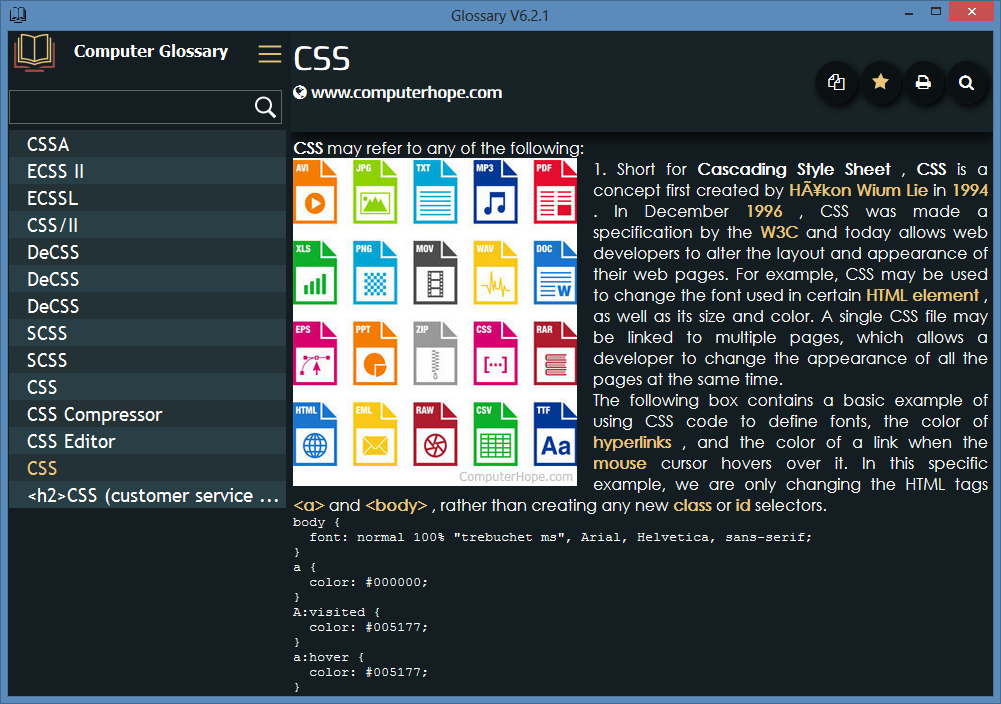 Glossary V6.2.1
Computer Glossary
CSSA
ECSS II
ECSSL
CSS/II
DeCSS
DeCSS
DeCSS
SCSS
SCSS
CSS
CSS Compressor
CSS Editor
CSS
<h2>CSS (customer service ...
CSS
www.computerhope.com
CSS may refer to any of the following:
AVI JPG TXT MP3 PDF
XLS PNG MOV WAV DOC
W
EPS PPT ZIP CSS RAR
[...]
HTML EML RAW CSV TTF
Aa
ComputerHope.com
1. Short for Cascading Style Sheet , CSS is a
concept first created by HÃ¥kon Wium Lie in 1994
. In December 1996 , CSS was made a
specification by the W3C and today allows web
developers to alter the layout and appearance of
their web pages. For example, CSS may be used
to change the font used in certain HTML element ,
as well as its size and color. A single CSS file may
be linked to multiple pages, which allows a
developer to change the appearance of all the
pages at the same time.
The following box contains a basic example of
using CSS code to define fonts, the color of
hyperlinks , and the color of a link when the
mouse cursor hovers over it. In this specific
example, we are only changing the HTML tags
<a> and <body> , rather than creating any new class or id selectors.
body {
font: normal 100% "trebuchet ms", Arial, Helvetica, sans-serif;
}
a {
color: #000000;
}
A:visited {
color: #005177;
}
a:hover {
color: #005177;
}